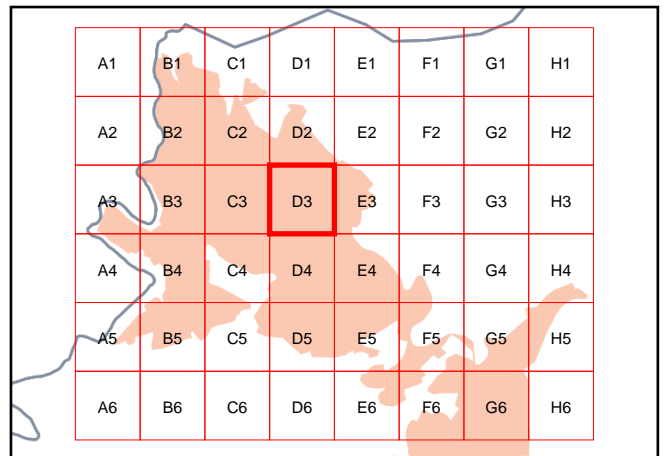 A1 B1 C1 D1 E1 F1 G1 H1
A2 B2 C2 D2 E2 F2 G2 H2
A3 B3 C3 D3 E3 F3 G3 H3
A4 B4 C4 D4 E4 F4 G4 H4
A5 B5 C5 D5 E5 F5 G5 H5
A6 B6 C6 D6 E6 F6 G6 H6